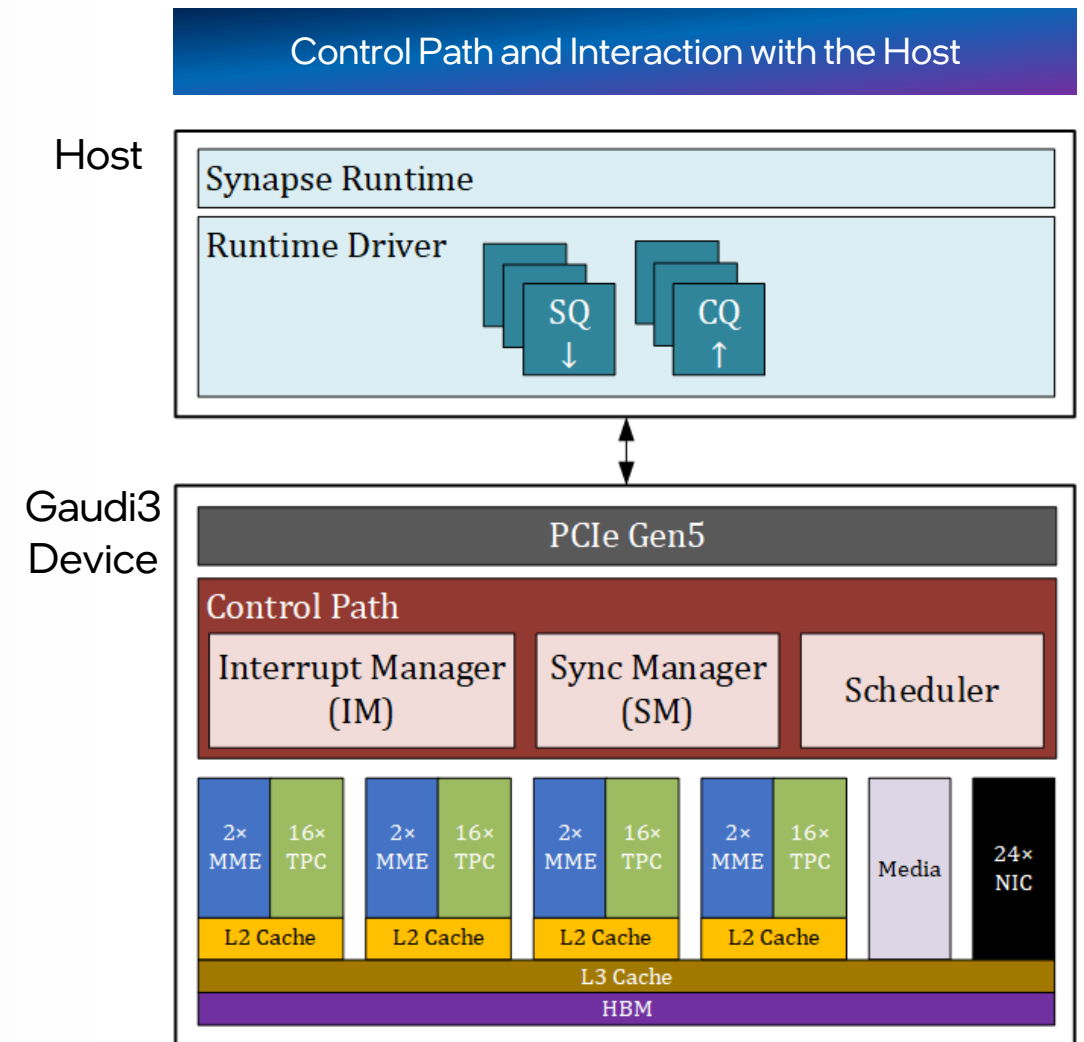 Control Path and Interaction with the Host
Host
Synapse Runtime
Runtime Driver
SQ
↓
CQ
↑
Gaudi3
Device
PCIe Gen5
Control Path
Interrupt Manager
(IM)
Sync Manager
(SM)
Scheduler
2×
MME
16×
TPC
2×
MME
16×
TPC
2×
MME
16×
TPC
2×
MME
16×
TPC
Media
24×
NIC
L2 Cache
L2 Cache
L2 Cache
L2 Cache
L3 Cache
HBM